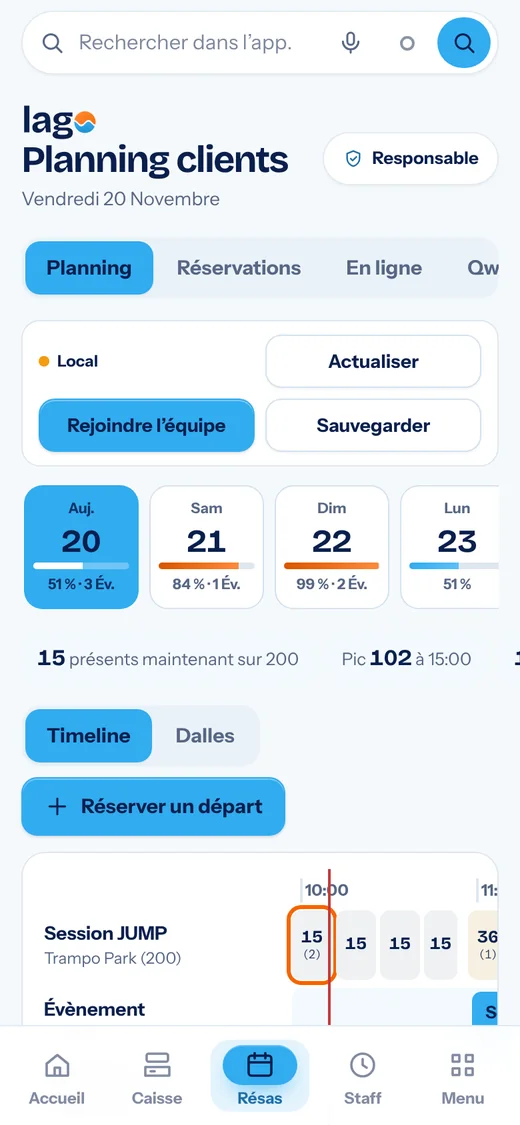 Rechercher dans l'app.
lago
Planning clients
Responsable
Vendredi 20 Novembre
Planning Réservations En ligne Qw
Local Actualiser
Rejoindre l'équipe Sauvegarder
Auj. Sam Dim Lun
20 21 22 23
51 % · 3 Év. 84 % · 1 Év. 99 % · 2 Év. 51 %
15 présents maintenant sur 200 Pic 102 à 15:00
Timeline Dalles
+ Réserver un départ
10:00 11:
Session JUMP 15 15 15 15 36
Trampo Park (200) (2) (1)
Évènement S
Accueil Caisse Résas Staff Menu